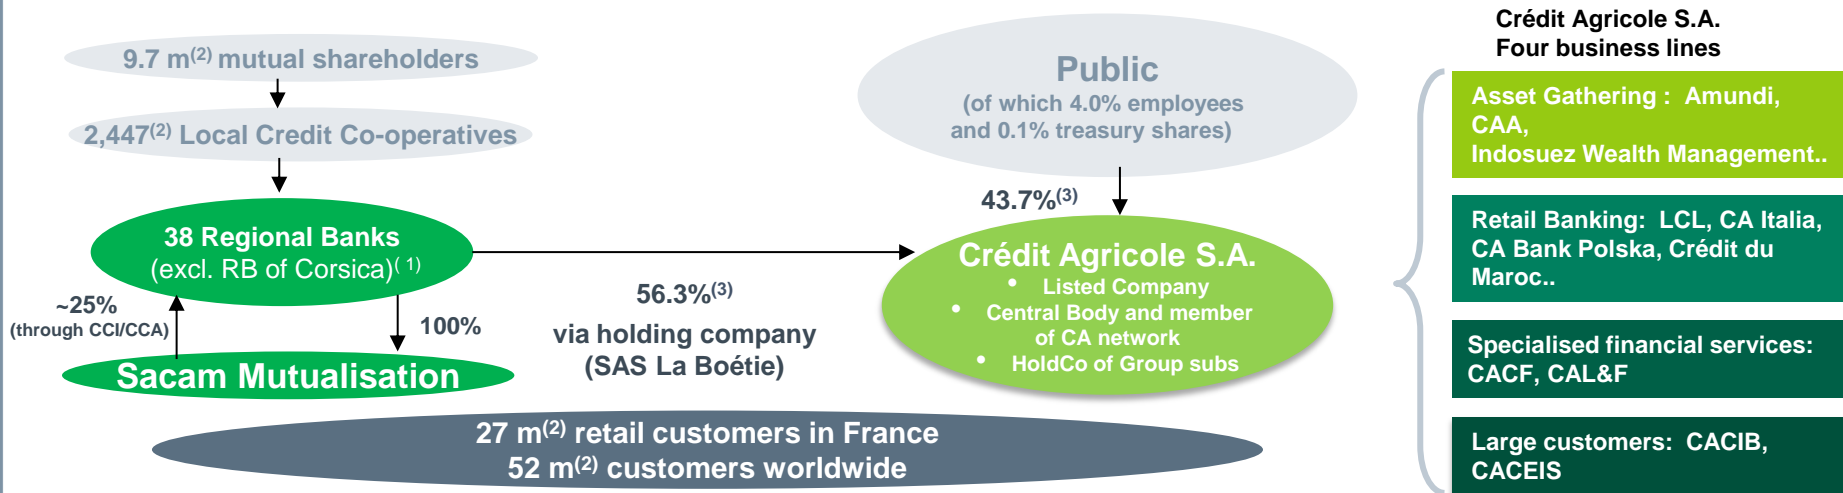 9.7 m(2) mutual shareholders
2,447(2) Local Credit Co-operatives
38 Regional Banks
(excl. RB of Corsica)( 1)
~25%
(through CCI/CCA)
100%
Sacam Mutualisation
56.3%(3)
via holding company
(SAS La Boétie)
Public
(of which 4.0% employees
and 0.1% treasury shares)
43.7%(3)
Crédit Agricole S.A.
• Listed Company
• Central Body and member
of CA network
• HoldCo of Group subs
27 m(2) retail customers in France
52 m(2) customers worldwide
Crédit Agricole S.A.
Four business lines
Asset Gathering : Amundi,
CAA,
Indosuez Wealth Management..
Retail Banking: LCL, CA Italia,
CA Bank Polska, Crédit du
Maroc..
Specialised financial services:
CACF, CAL&F
Large customers: CACIB,
CACEIS